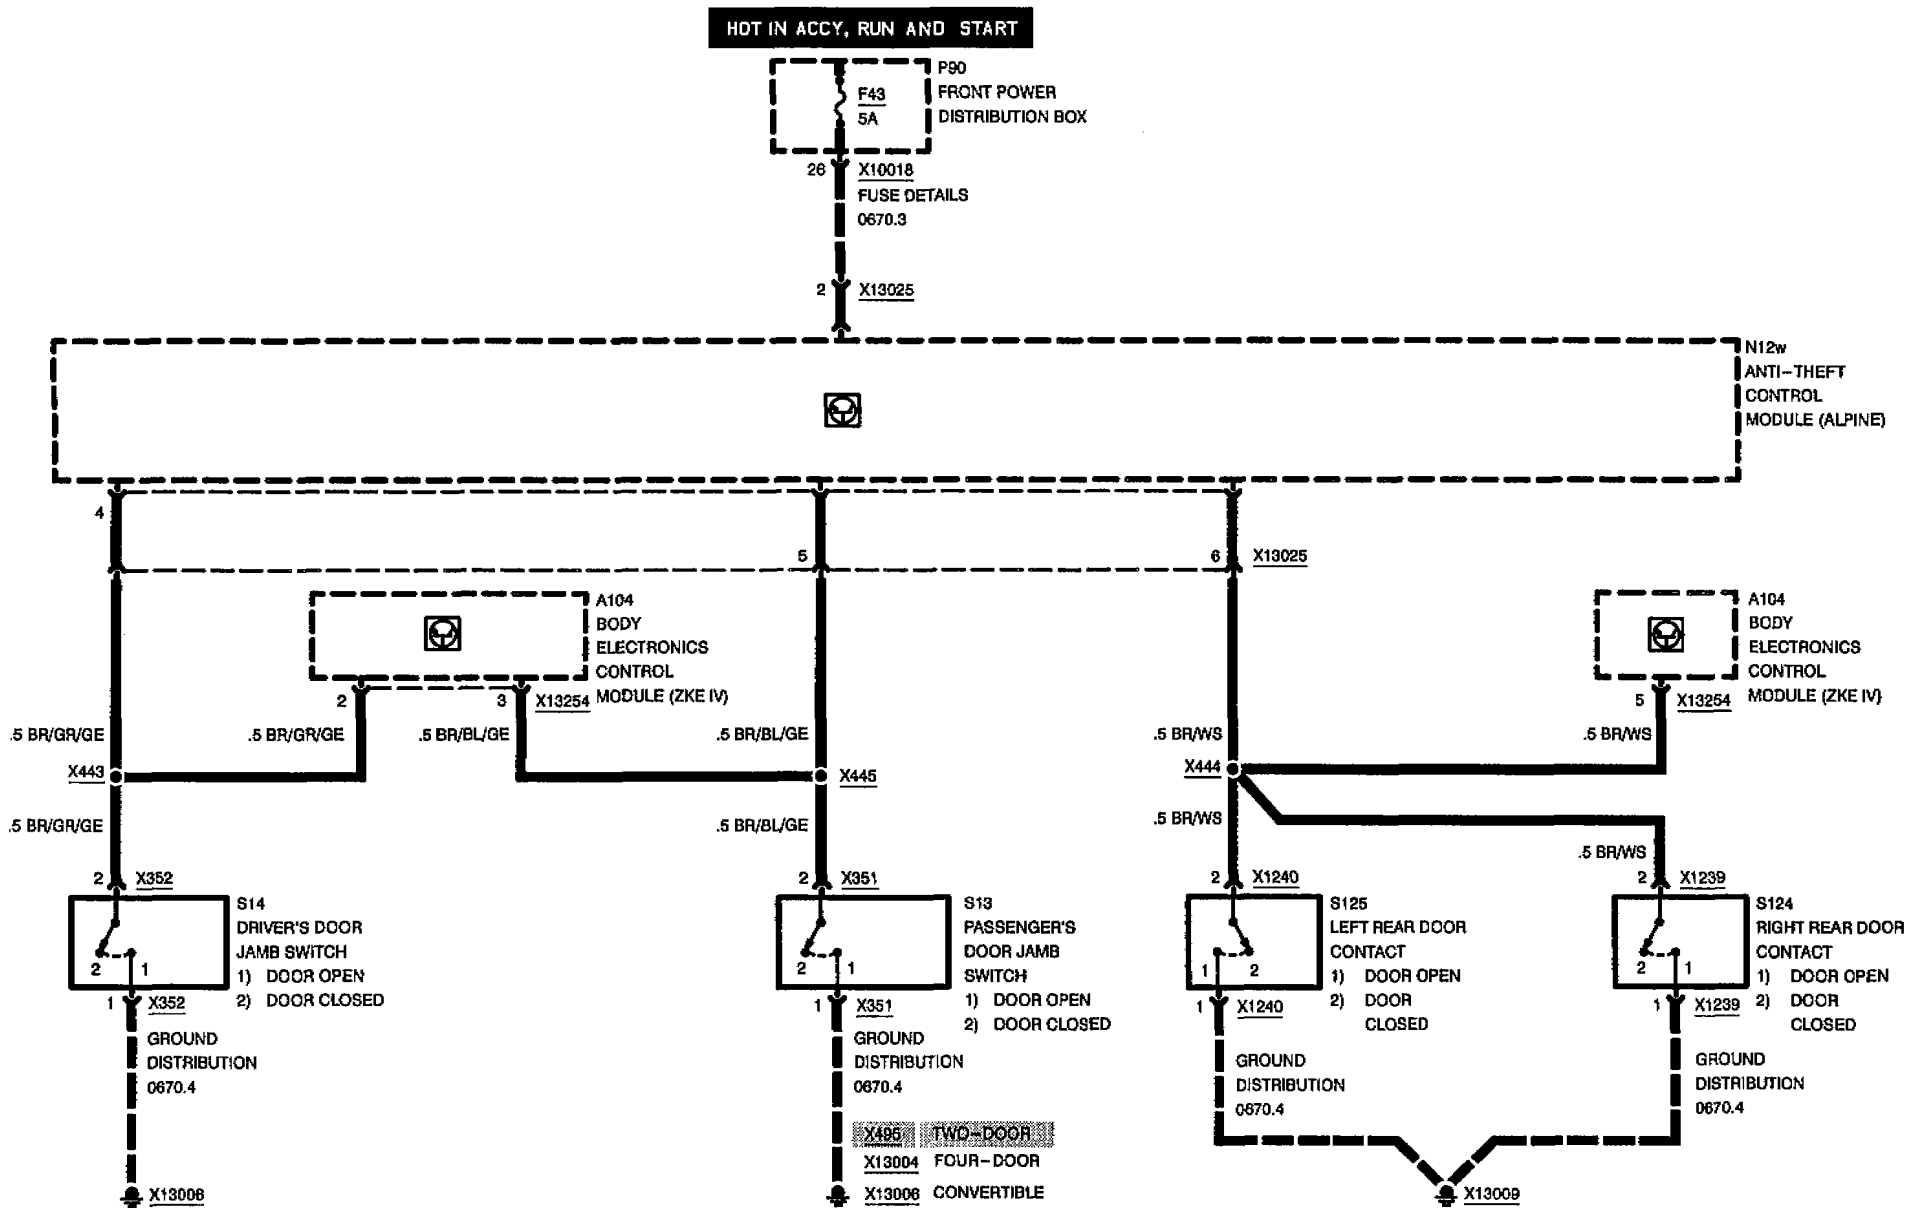 HOT IN ACCY, RUN AND START
P90
FRONT POWER
DISTRIBUTION BOX
F43
5A
26 X10018
FUSE DETAILS
0670.3
2 X13025
N12w
ANTI-THEFT
CONTROL
MODULE (ALPINE)
4
5
6 X13025
A104
BODY
ELECTRONICS
CONTROL
MODULE (ZKE IV)
2
3 X13254
A104
BODY
ELECTRONICS
CONTROL
MODULE (ZKE IV)
5 X13254
.5 BR/GR/GE
.5 BR/GR/GE
.5 BR/BL/GE
.5 BR/BL/GE
.5 BR/WS
.5 BR/WS
X443
X445
X444
.5 BR/GR/GE
.5 BR/BL/GE
.5 BR/WS
.5 BR/WS
2 X352
2 X351
2 X1240
2 X1239
S14
DRIVER'S DOOR
JAMB SWITCH
1) DOOR OPEN
2) DOOR CLOSED
2 1
1 X352
GROUND
DISTRIBUTION
0670.4
X13006
S13
PASSENGER'S
DOOR JAMB
SWITCH
1) DOOR OPEN
2) DOOR CLOSED
2 1
1 X351
GROUND
DISTRIBUTION
0670.4
X495 TWO-DOOR
X13004 FOUR-DOOR
X13006 CONVERTIBLE
S125
LEFT REAR DOOR
CONTACT
1) DOOR OPEN
2) DOOR
CLOSED
1 2
1 X1240
GROUND
DISTRIBUTION
0670.4
S124
RIGHT REAR DOOR
CONTACT
1) DOOR OPEN
2) DOOR
CLOSED
2 1
1 X1239
GROUND
DISTRIBUTION
0670.4
X13009